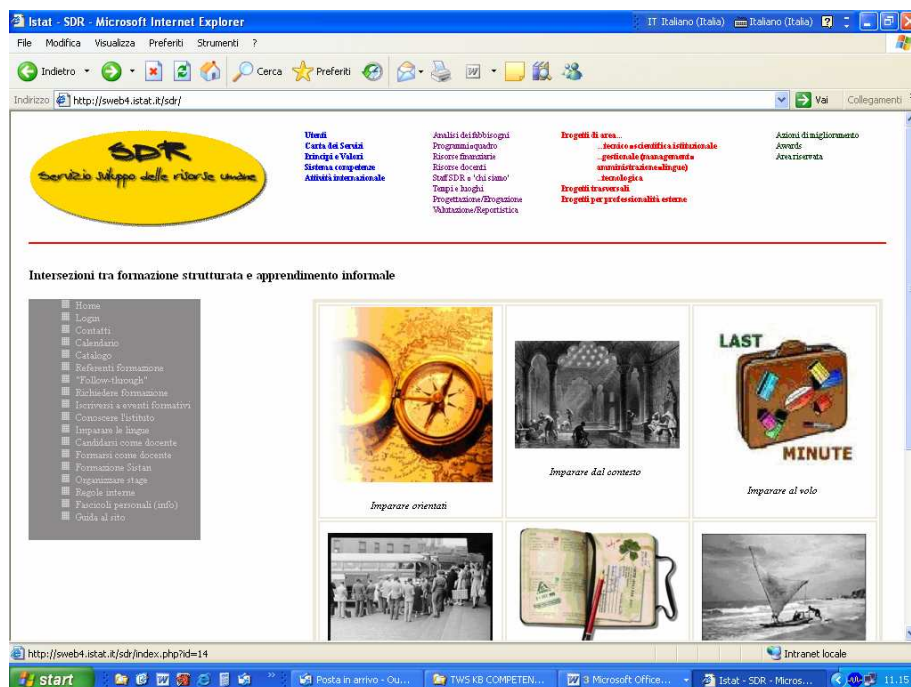 Istat - SDR - Microsoft Internet Explorer
IT Italiano (Italia) Italiano (Italia)
File Modifica Visualizza Preferiti Strumenti ?
Indietro Cerca Preferiti
Indirizzo http://sweb4.istat.it/sdr/ Vai Collegamenti
SDR
Servizio sviluppo delle risorse umane
Utenti
Carta dei Servizi
Principi e Valori
Sistema competenze
Attività internazionale
Analisi dei fabbisogni
Programmi quadro
Risorse finanziarie
Risorse docenti
Staff SDR e 'chi siamo'
Tempi e luoghi
Progettazione/Erogazione
Valutazione/Reportistica
Progetti di area...
...tecnico e scientifica istituzionale
...gestionale (management e
amministrazione e lingue)
...tecnologica
Progetti trasversali
Progetti per professionalità esterne
Azioni di miglioramento
Awards
Area riservata
Intersezioni tra formazione strutturata e apprendimento informale
Home
Login
Contatti
Calendario
Catalogo
Referenti formazione
"Follow-through"
Richiedere formazione
Iscriversi a eventi formativi
Conoscere l'istituto
Imparare le lingue
Candidarsi come docente
Formarsi come docente
Formazione Sistan
Organizzare stage
Regole interne
Fascicoli personali (info)
Guida al sito
Imparare orientati
Imparare dal contesto
LAST
MINUTE
Imparare al volo
http://sweb4.istat.it/sdr/index.php?id=14 Intranet locale
start Posta in arrivo - Ou... TWS KB COMPETEN... 3 Microsoft Office... Istat - SDR - Micros... 11.15